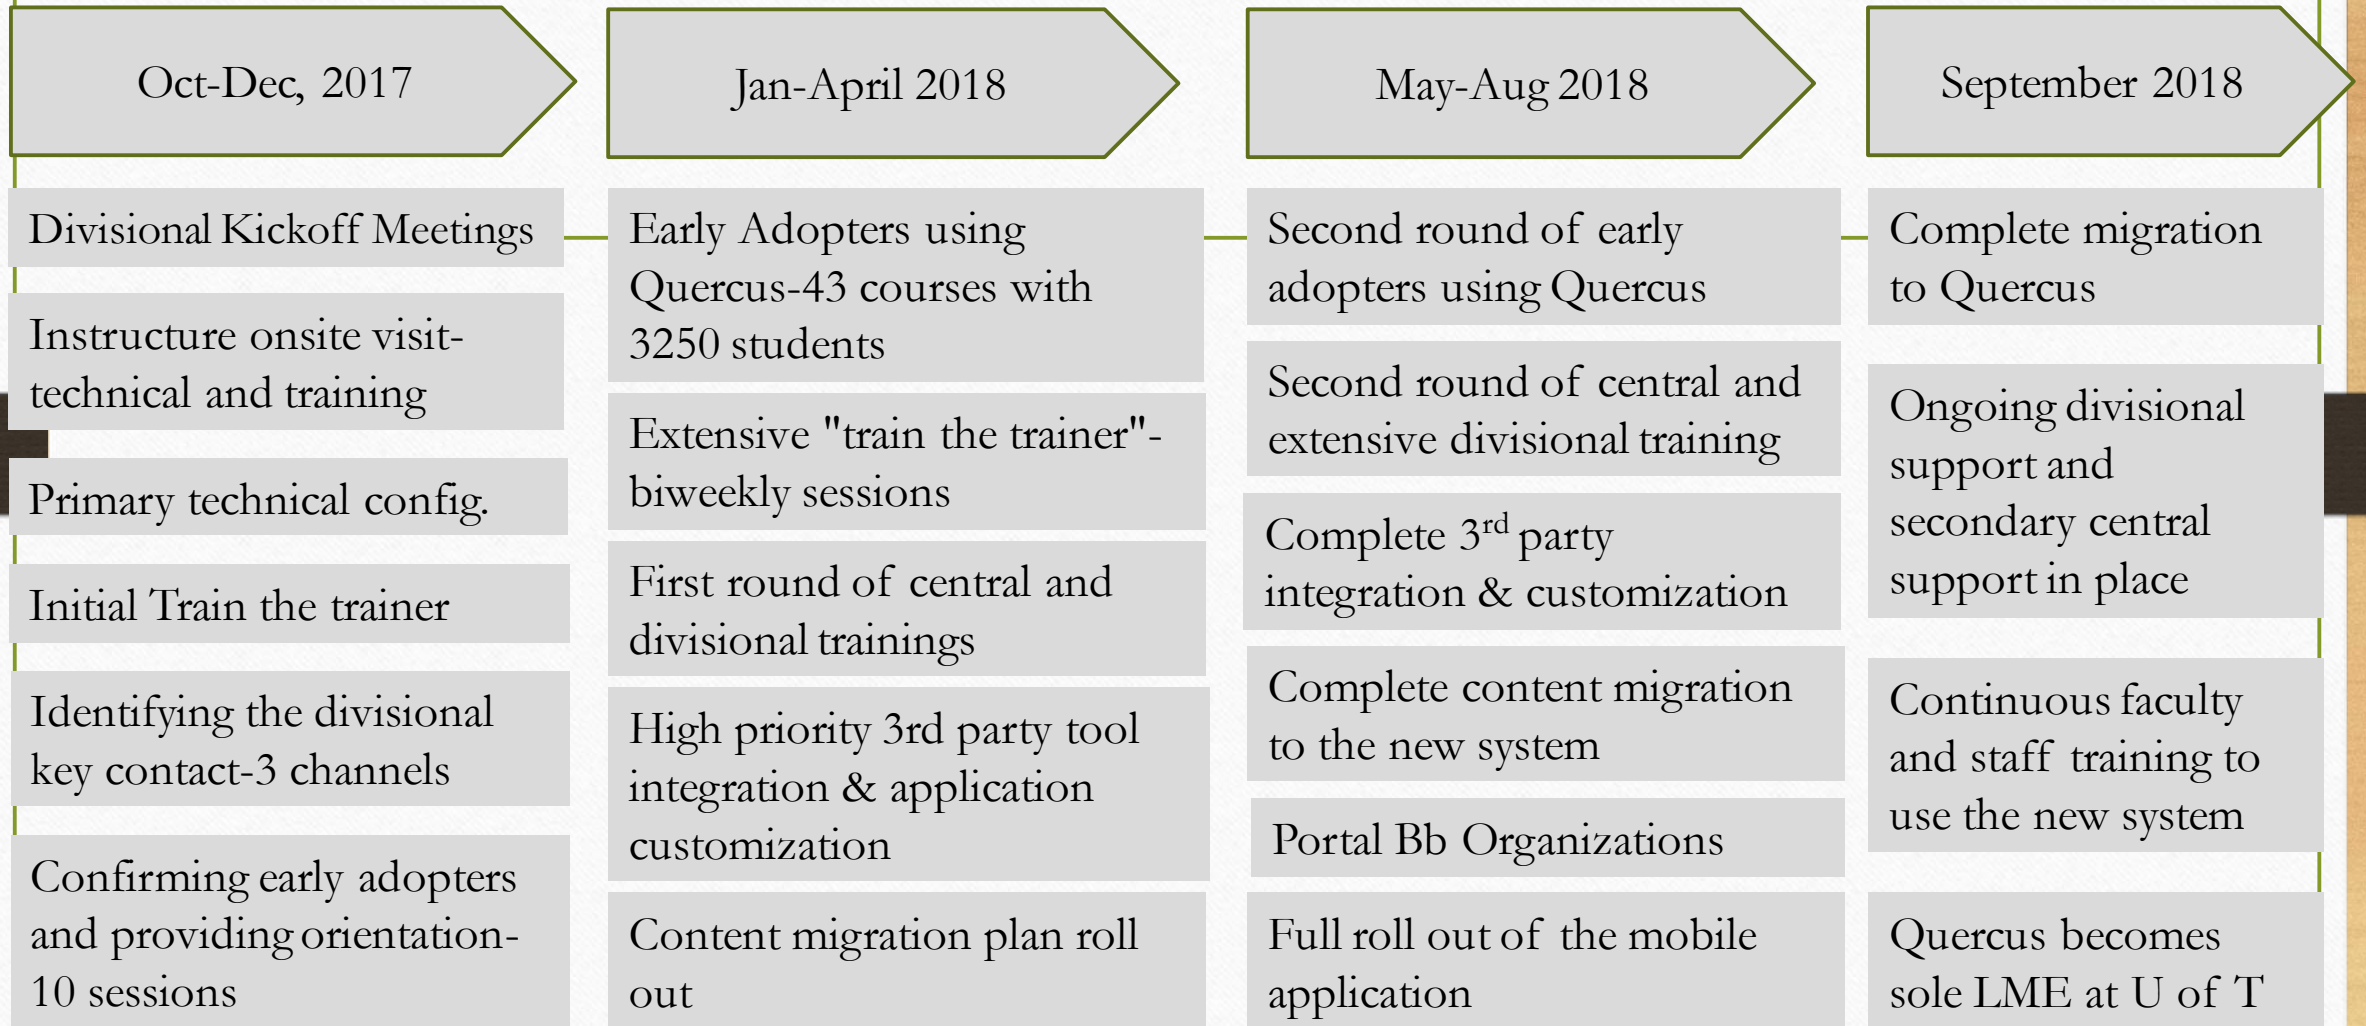 Oct-Dec, 2017
Divisional Kickoff Meetings
Instructure onsite visit-
technical and training
Primary technical config.
Initial Train the trainer
Identifying the divisional
key contact-3 channels
Confirming early adopters
and providing orientation-
10 sessions
Jan-April 2018
Early Adopters using
Quercus-43 courses with
3250 students
Extensive "train the trainer"-
biweekly sessions
First round of central and
divisional trainings
High priority 3rd party tool
integration & application
customization
Content migration plan roll
out
May-Aug 2018
Second round of early
adopters using Quercus
Second round of central and
extensive divisional training
Complete 3rd party
integration & customization
Complete content migration
to the new system
Portal Bb Organizations
Full roll out of the mobile
application
September 2018
Complete migration
to Quercus
Ongoing divisional
support and
secondary central
support in place
Continuous faculty
and staff training to
use the new system
Quercus becomes
sole LME at U of T